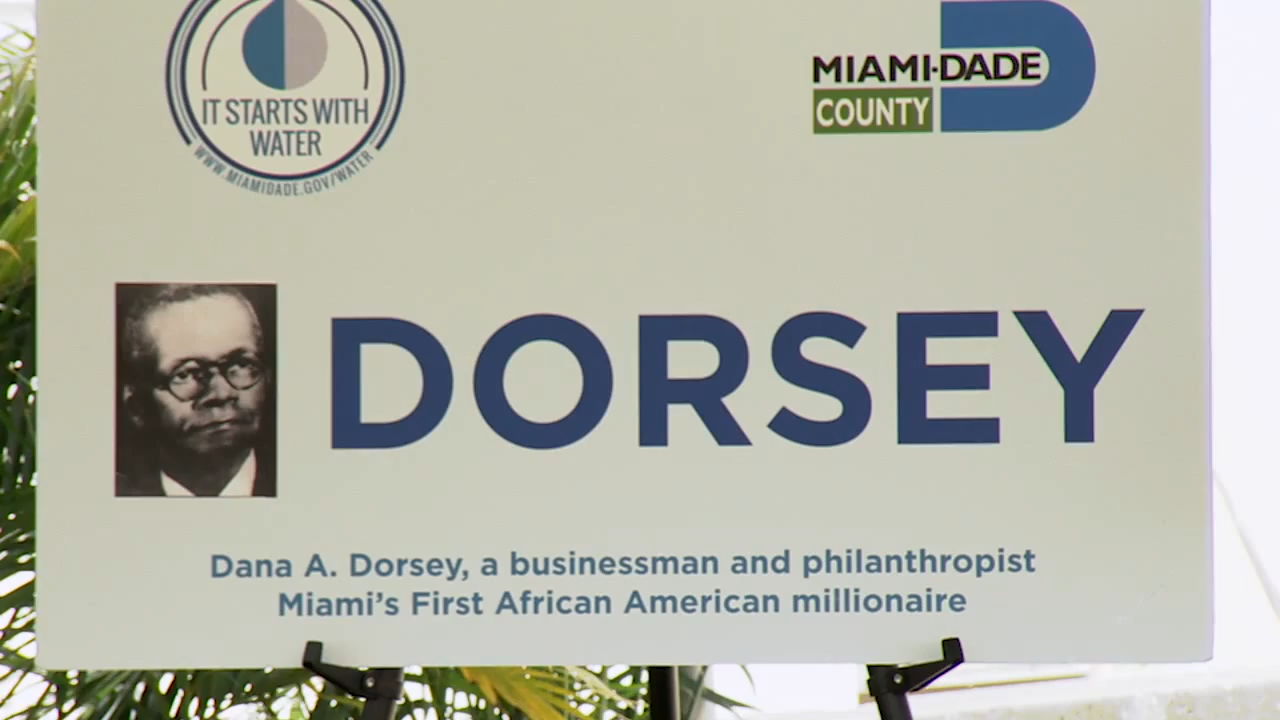 IT STARTS WITH
WATER
WWW.MIAMIDADE.GOV/WATER
MIAMI-DADE
COUNTY
DORSEY
Dana A. Dorsey, a businessman and philanthropist
Miami's First African American millionaire